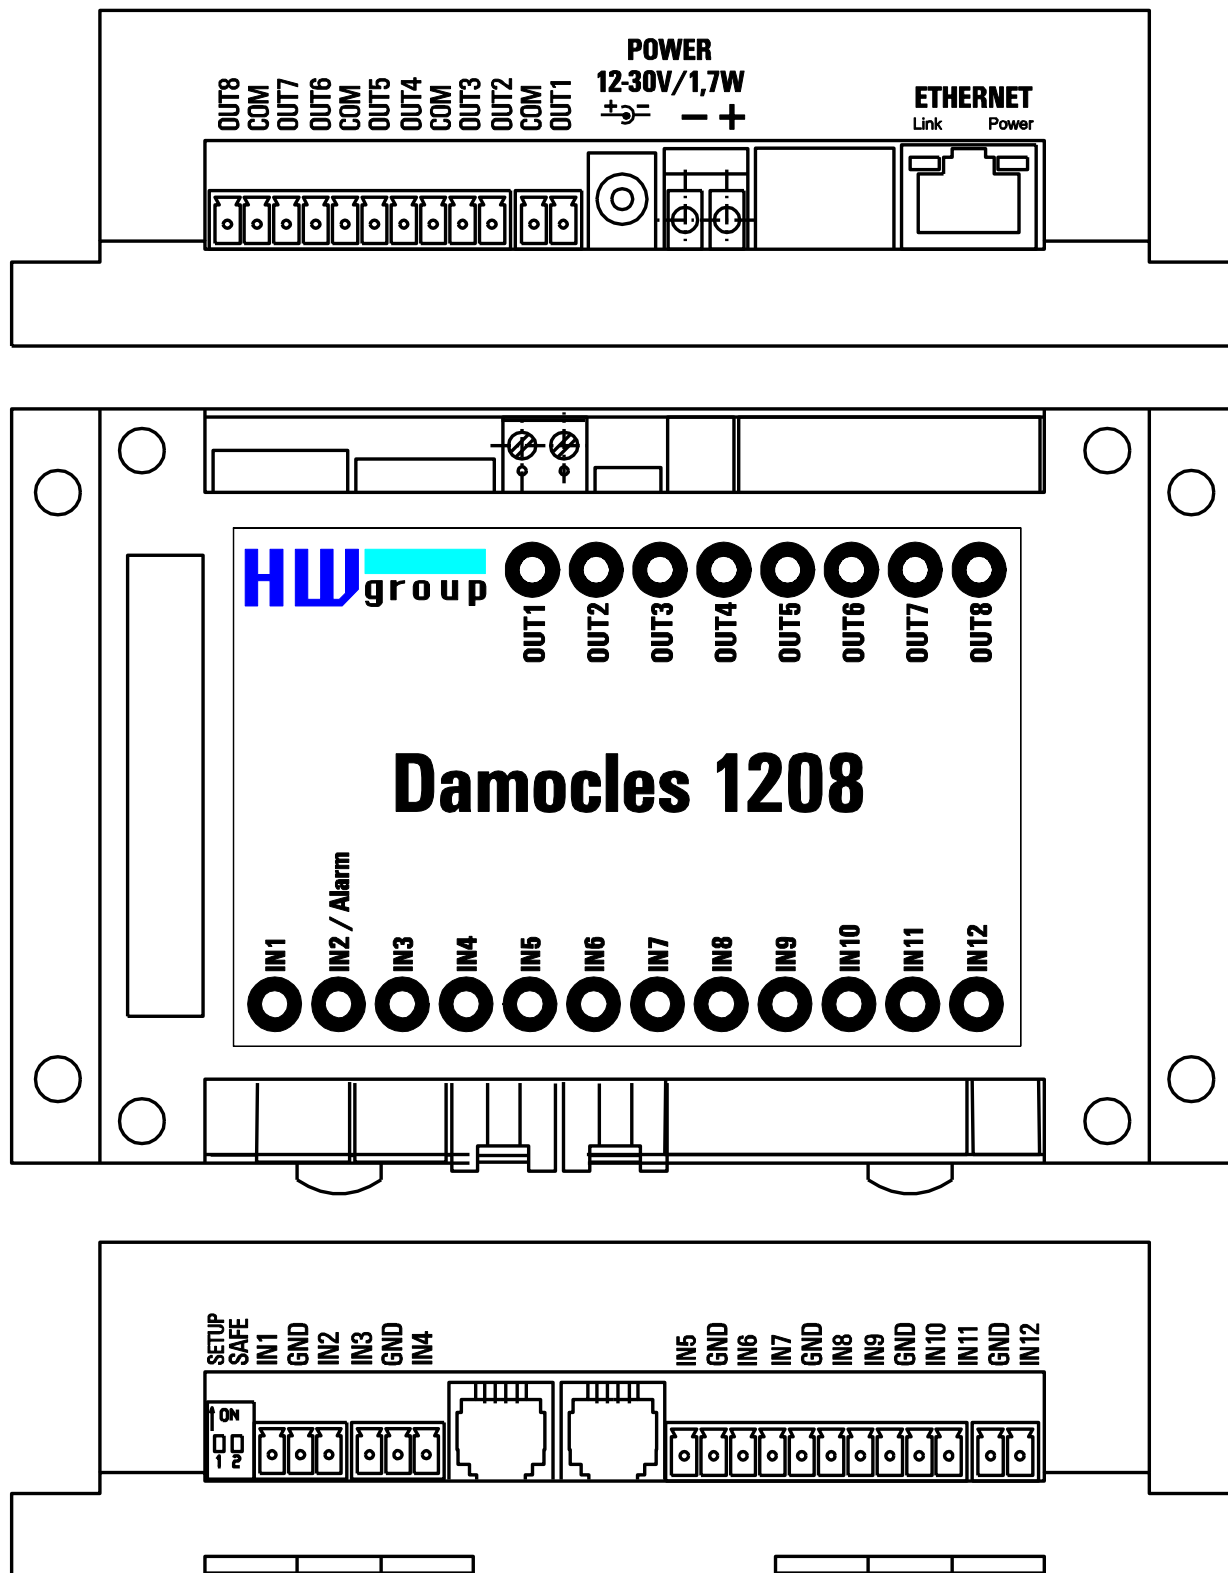 POWER
12-30V/1,7W
+ -
- +
OUT8 COM OUT7 OUT6 COM OUT5 OUT4 COM OUT3 OUT2 COM OUT1
ETHERNET
Link Power
HW group
OUT1 OUT2 OUT3 OUT4 OUT5 OUT6 OUT7 OUT8
Damocles 1208
IN1 IN2 / Alarm IN3 IN4 IN5 IN6 IN7 IN8 IN9 IN10 IN11 IN12
SETUP SAFE IN1 GND IN2 IN3 GND IN4 IN5 GND IN6 IN7 GND IN8 IN9 GND IN10 IN11 GND IN12
ON
1 2